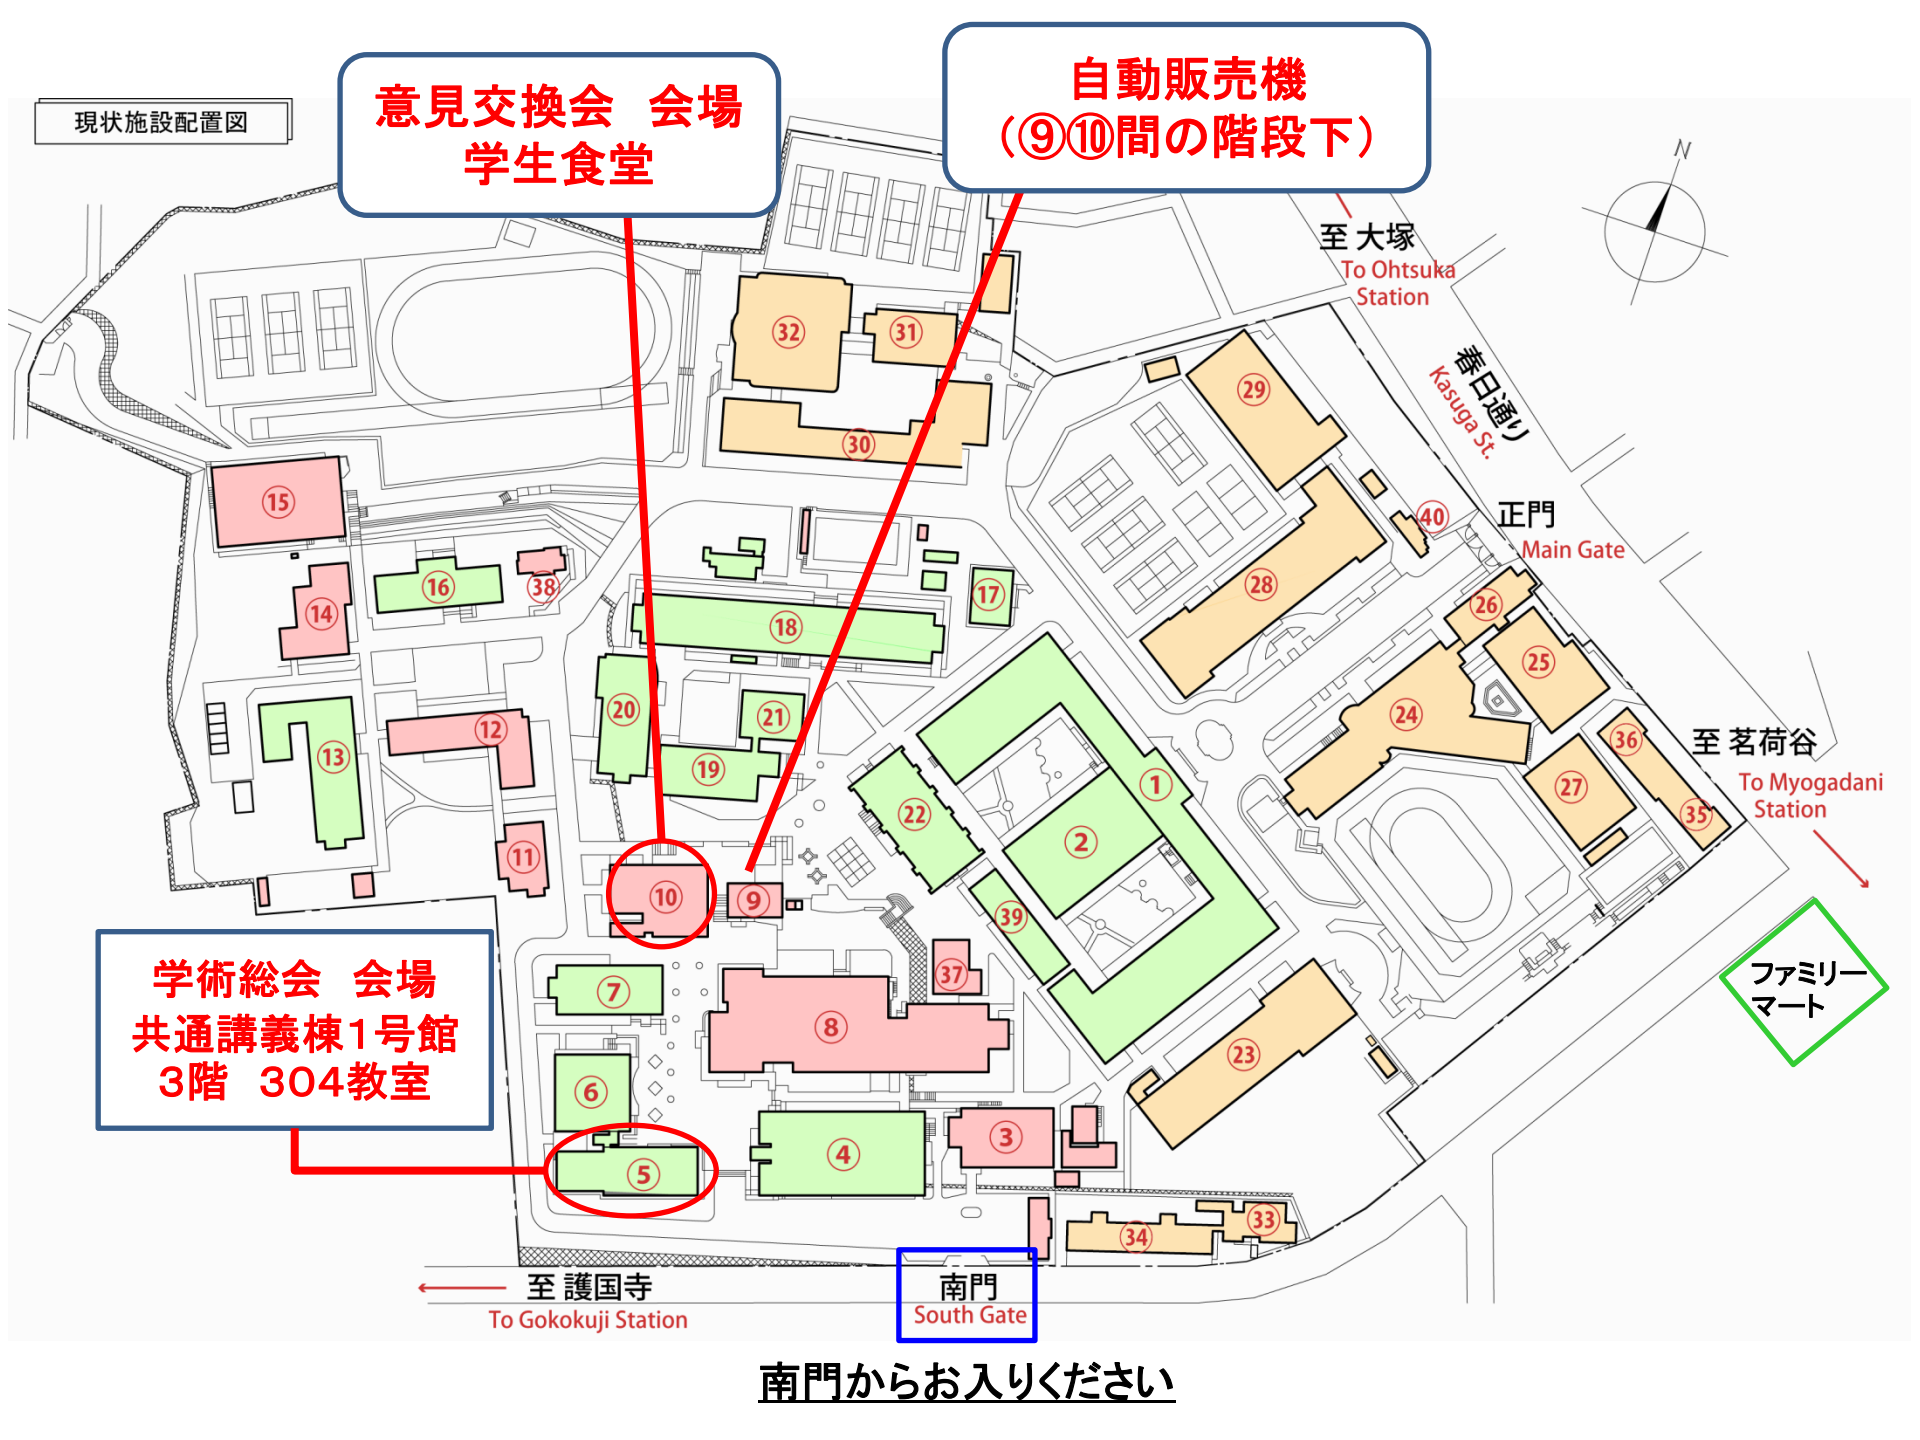 現状施設配置図
意見交換会　会場
学生食堂
自動販売機
（⑨⑩間の階段下）
N
至 大塚
To Ohtsuka
Station
春日通り
Kasuga St.
正門
Main Gate
至 茗荷谷
To Myogadani
Station
ファミリー
マート
学術総会　会場
共通講義棟１号館
３階　３０４教室
至 護国寺
To Gokokuji Station
南門
South Gate
南門からお入りください
①
②
③
④
⑤
⑥
⑦
⑧
⑨
⑩
⑪
⑫
⑬
⑭
⑮
⑯
⑰
⑱
⑲
⑳
㉑
㉒
㉓
㉔
㉕
㉖
㉗
㉘
㉙
㉚
㉛
㉜
㉝
㉞
㉟
㊱
㊲
㊳
㊴
㊵